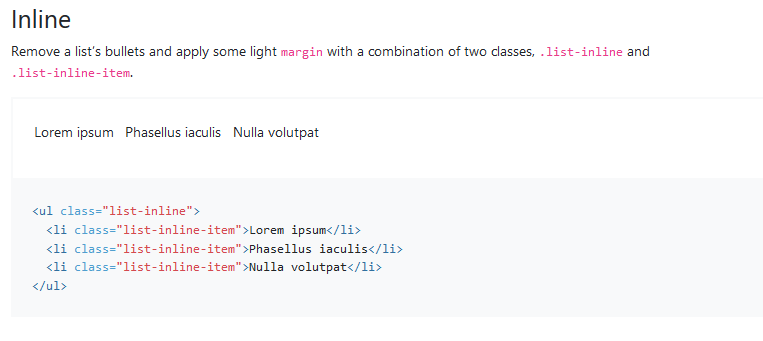 Inline
Remove a list's bullets and apply some light margin with a combination of two classes, .list-inline and
.list-inline-item.
Lorem ipsum Phasellus iaculis Nulla volutpat
<ul class="list-inline">
  <li class="list-inline-item">Lorem ipsum</li>
  <li class="list-inline-item">Phasellus iaculis</li>
  <li class="list-inline-item">Nulla volutpat</li>
</ul>